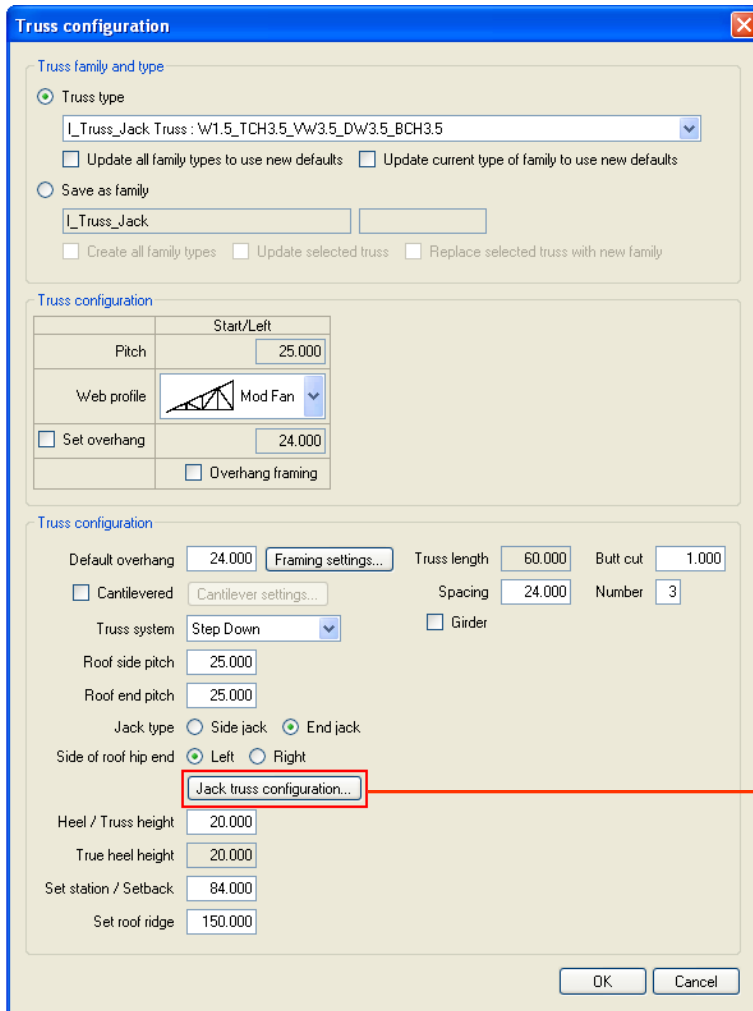 Truss configuration
Truss family and type
Truss type
I_Truss_Jack Truss : W1.5_TCH3.5_VW3.5_DW3.5_BCH3.5
Update all family types to use new defaults Update current type of family to use new defaults
Save as family
I_Truss_Jack
Create all family types Update selected truss Replace selected truss with new family
Truss configuration
Start/Left
Pitch 25.000
Web profile Mod Fan
Set overhang 24.000
Overhang framing
Truss configuration
Default overhang 24.000 Framing settings... Truss length 60.000 Butt cut 1.000
Cantilevered Cantilever settings... Spacing 24.000 Number 3
Truss system Step Down Girder
Roof side pitch 25.000
Roof end pitch 25.000
Jack type Side jack End jack
Side of roof hip end Left Right
Jack truss configuration...
Heel / Truss height 20.000
True heel height 20.000
Set station / Setback 84.000
Set roof ridge 150.000
OK Cancel